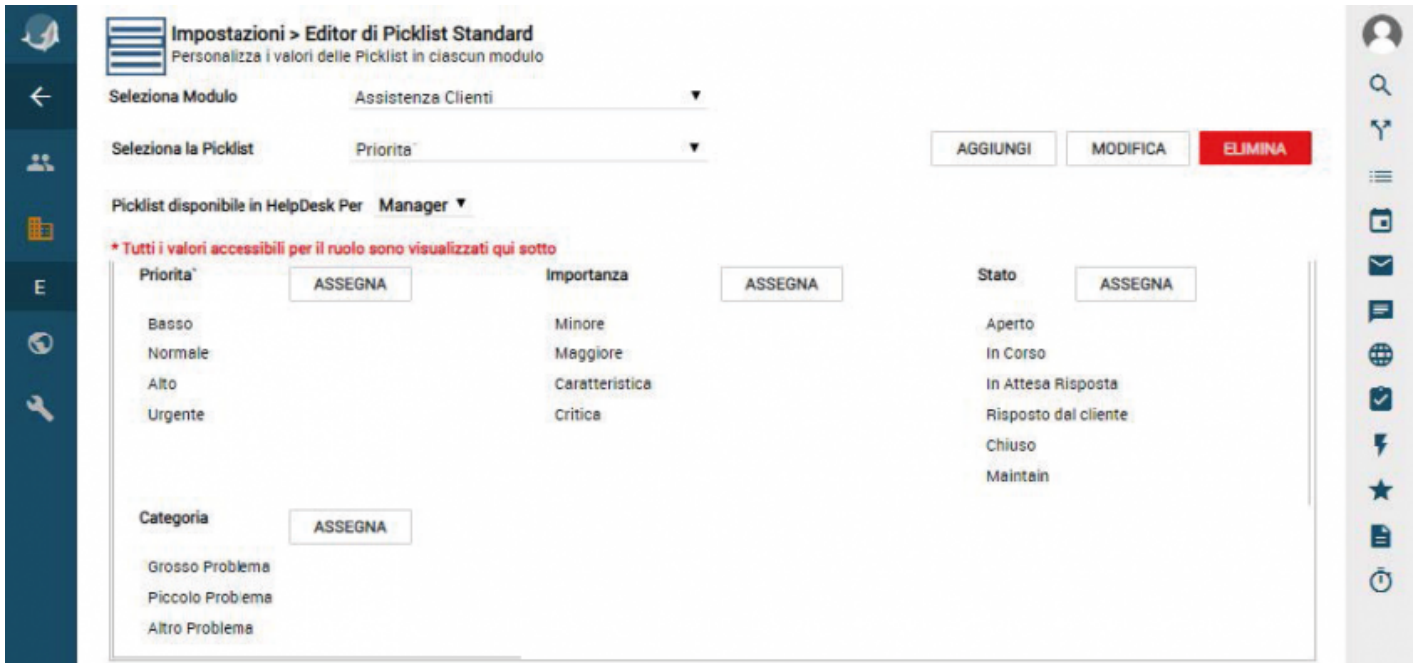 Impostazioni > Editor di Picklist Standard
Personalizza i valori delle Picklist in ciascun modulo
Seleziona Modulo Assistenza Clienti
Seleziona la Picklist Priorita` AGGIUNGI MODIFICA ELIMINA
Picklist disponibile in HelpDesk Per Manager
* Tutti i valori accessibili per il ruolo sono visualizzati qui sotto
E
Priorita` ASSEGNA Importanza ASSEGNA Stato ASSEGNA
Basso Minore Aperto
Normale Maggiore In Corso
Alto Caratteristica In Attesa Risposta
Urgente Critica Risposto dal cliente
Chiuso
Maintain
Categoria ASSEGNA
Grosso Problema
Piccolo Problema
Altro Problema